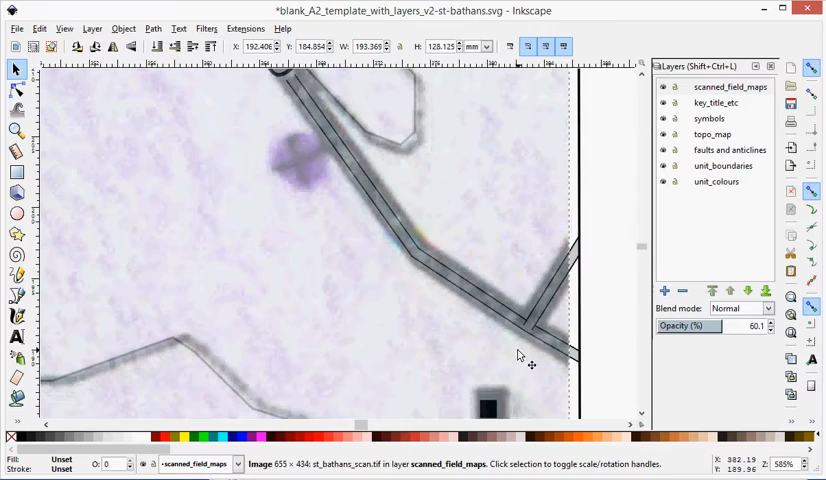 *blank_A2_template_with_layers_v2-st-bathans.svg - Inkscape
File Edit View Layer Object Path Text Filters Extensions Help
X: 192.406 Y: 184.854 W: 193.369 H: 128.125 mm
Layers (Shift+Ctrl+L)
scanned_field_maps
key_title_etc
symbols
topo_map
faults and anticlines
unit_boundaries
unit_colours
Blend mode: Normal
Opacity (%) 60.1
Fill: Unset
Stroke: Unset
O: 0
•scanned_field_maps
Image 655 × 434: st_bathans_scan.tif in layer scanned_field_maps. Click selection to toggle scale/rotation handles.
X: 382.19
Y: 189.96
Z: 585%